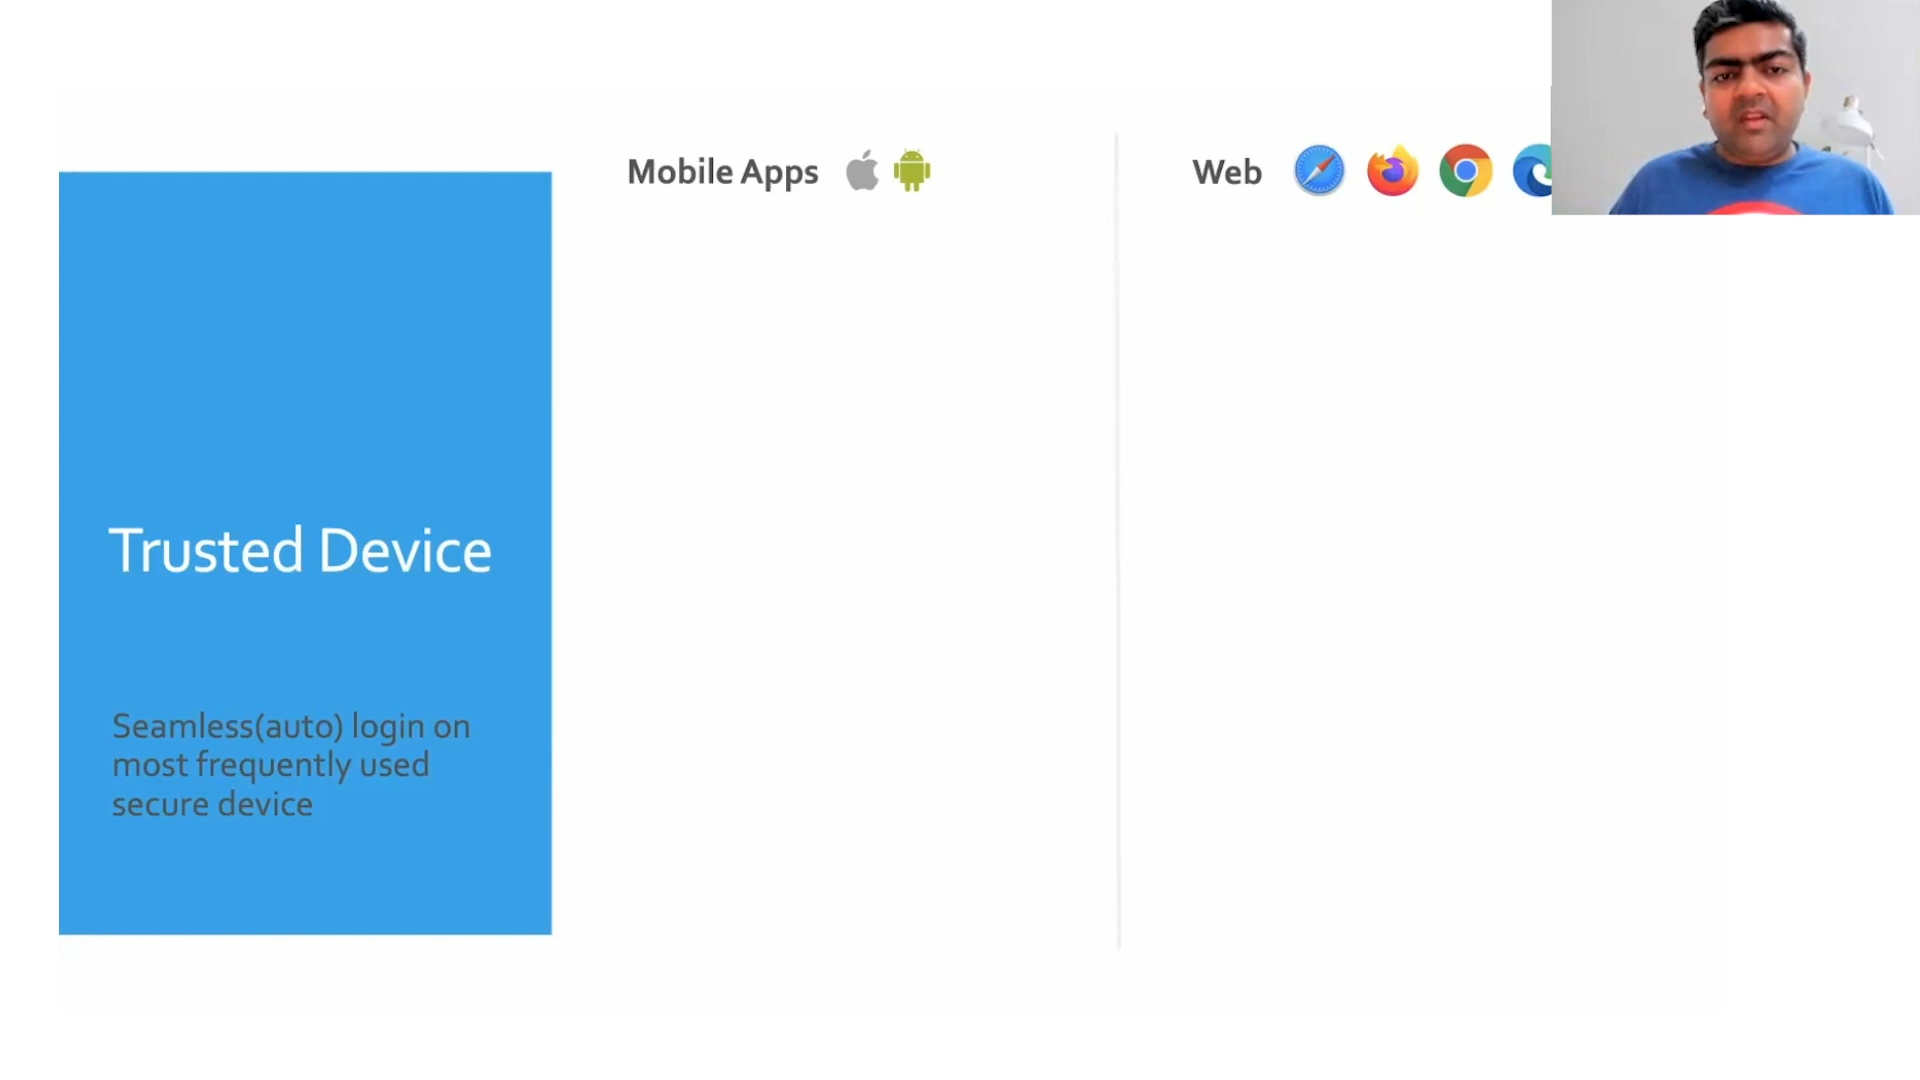 Mobile Apps
Web
Trusted Device
Seamless(auto) login on
most frequently used
secure device